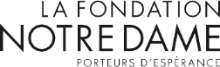 LA FONDATION
NOTRE DAME
PORTEURS D'ESPÉRANCE